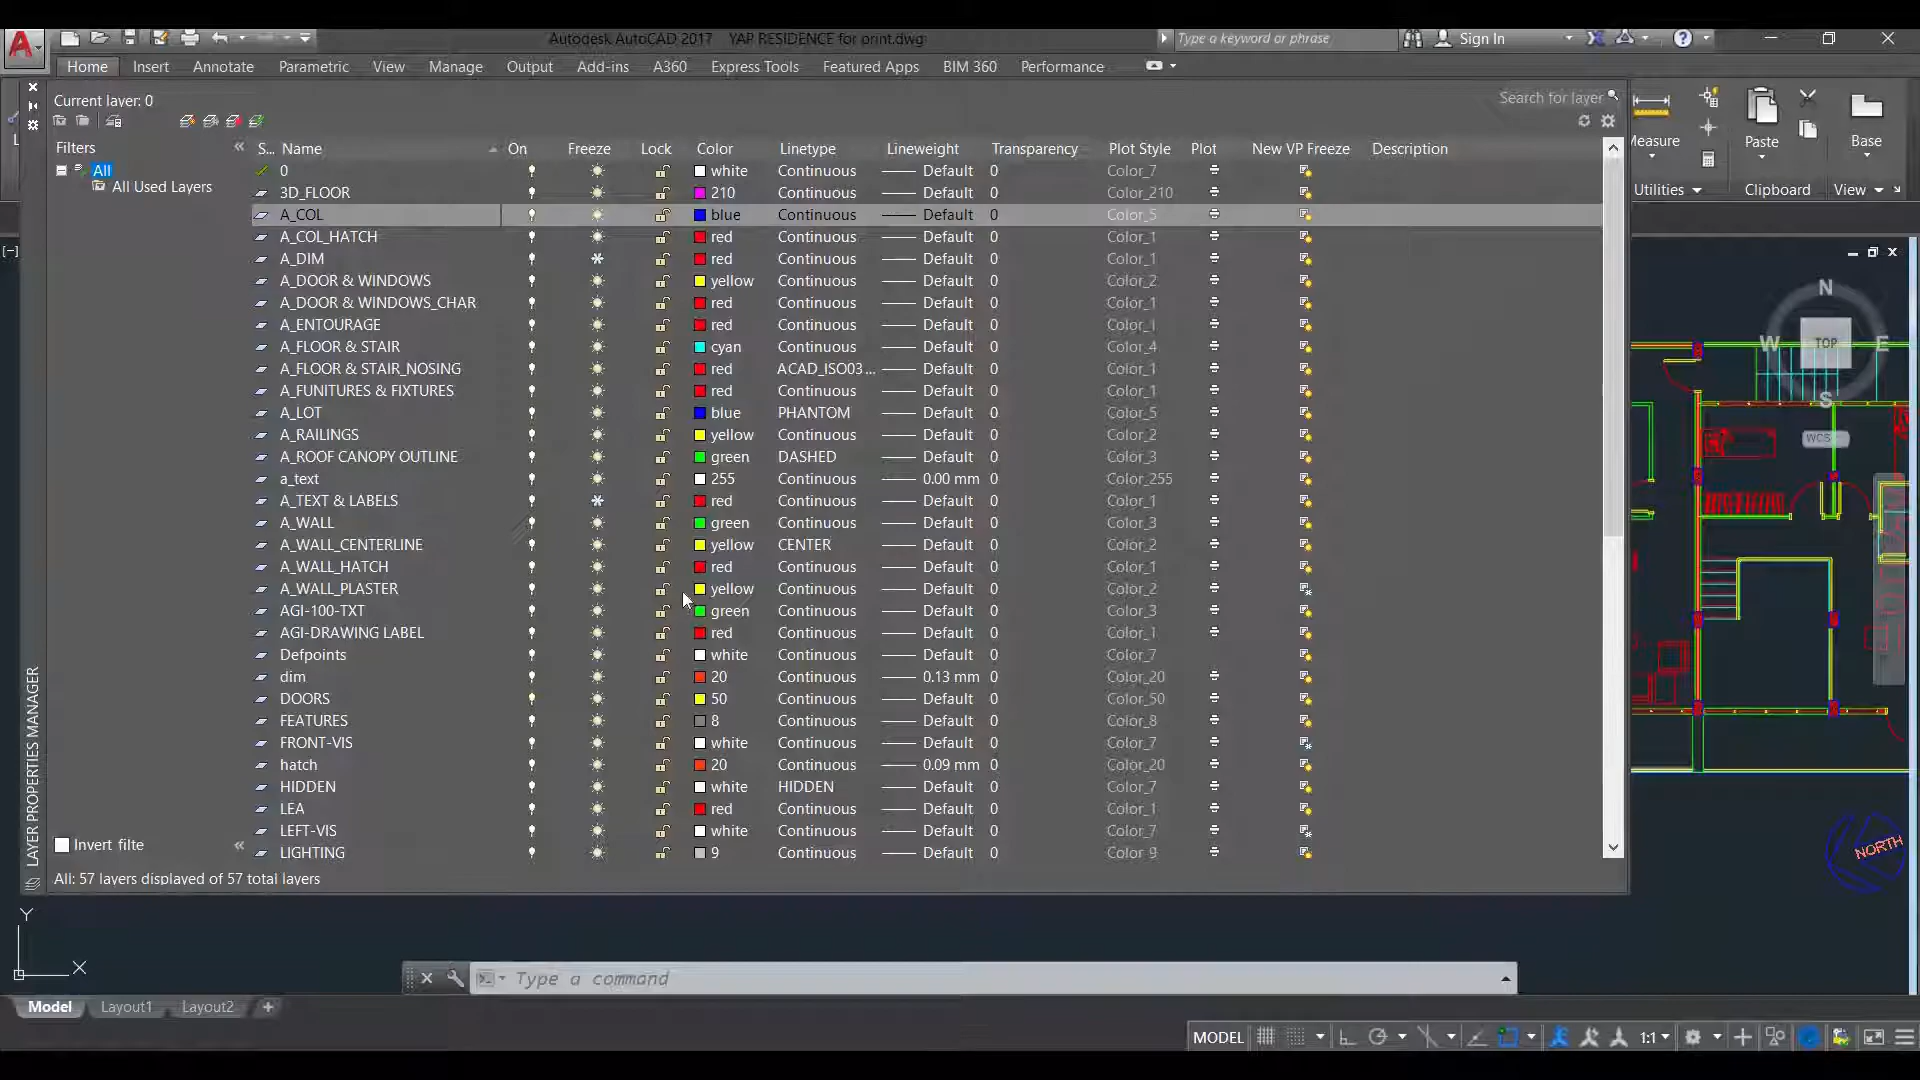 Autodesk AutoCAD 2017 YAP RESIDENCE for print.dwg Type a keyword or phrase Sign In
Home Insert Annotate Parametric View Manage Output Add-ins A360 Express Tools Featured Apps BIM 360 Performance
Current layer: 0 Search for layer
Filters
All
All Used Layers
S... Name On Freeze Lock Color Linetype Lineweight Transparency Plot Style Plot New VP Freeze Description
0 white Continuous Default 0 Color_7
3D_FLOOR 210 Continuous Default 0 Color_210
A_COL blue Continuous Default 0 Color_5
A_COL_HATCH red Continuous Default 0 Color_1
A_DIM red Continuous Default 0 Color_1
A_DOOR & WINDOWS yellow Continuous Default 0 Color_2
A_DOOR & WINDOWS_CHAR red Continuous Default 0 Color_1
A_ENTOURAGE red Continuous Default 0 Color_1
A_FLOOR & STAIR cyan Continuous Default 0 Color_4
A_FLOOR & STAIR_NOSING red ACAD_ISO03... Default 0 Color_1
A_FUNITURES & FIXTURES red Continuous Default 0 Color_1
A_LOT blue PHANTOM Default 0 Color_5
A_RAILINGS yellow Continuous Default 0 Color_2
A_ROOF CANOPY OUTLINE green DASHED Default 0 Color_3
a_text 255 Continuous 0.00 mm 0 Color_255
A_TEXT & LABELS red Continuous Default 0 Color_1
A_WALL green Continuous Default 0 Color_3
A_WALL_CENTERLINE yellow CENTER Default 0 Color_2
A_WALL_HATCH red Continuous Default 0 Color_1
A_WALL_PLASTER yellow Continuous Default 0 Color_2
AGI-100-TXT green Continuous Default 0 Color_3
AGI-DRAWING LABEL red Continuous Default 0 Color_1
Defpoints white Continuous Default 0 Color_7
dim 20 Continuous 0.13 mm 0 Color_20
DOORS 50 Continuous Default 0 Color_50
FEATURES 8 Continuous Default 0 Color_8
FRONT-VIS white Continuous Default 0 Color_7
hatch 20 Continuous 0.09 mm 0 Color_20
HIDDEN white HIDDEN Default 0 Color_7
LEA red Continuous Default 0 Color_1
LEFT-VIS white Continuous Default 0 Color_7
LIGHTING 9 Continuous Default 0 Color_9
Invert filte
All: 57 layers displayed of 57 total layers
LAYER PROPERTIES MANAGER
Measure Paste Base
Utilities Clipboard View
[−]
N
W TOP E
S
WCS
NORTH
Y
X
Type a command
Model Layout1 Layout2 +
MODEL 1:1